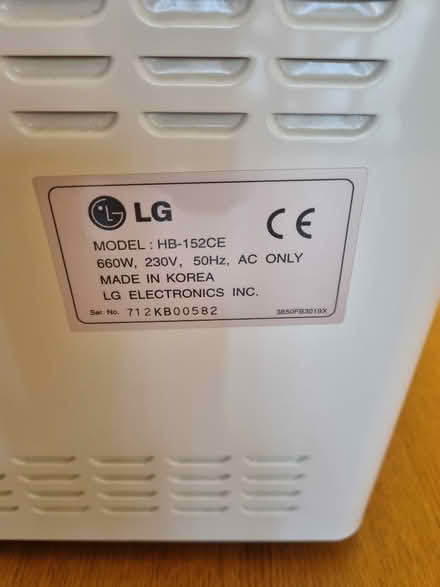 LG
CE
MODEL : HB-152CE
660W, 230V, 50Hz, AC ONLY
MADE IN KOREA
LG ELECTRONICS INC.
Ser. No. 712KB00582
3850FB3019X